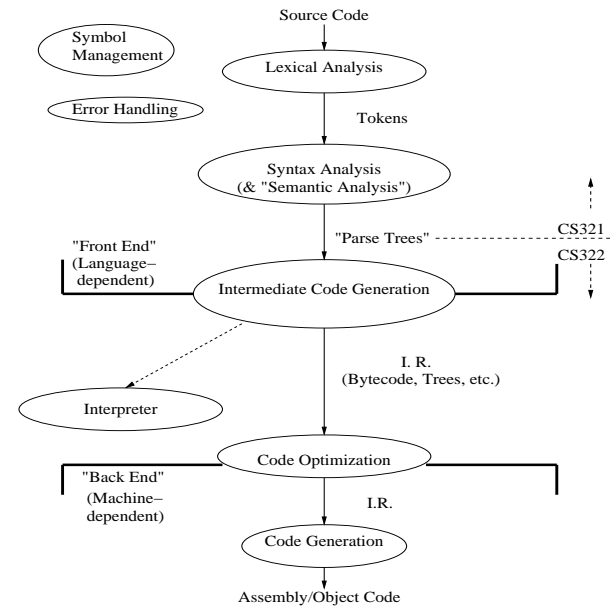 Source Code
Symbol
Management
Lexical Analysis
Error Handling
Tokens
Syntax Analysis
(& "Semantic Analysis")
"Parse Trees"
CS321
CS322
"Front End"
(Language–
dependent)
Intermediate Code Generation
I. R.
(Bytecode, Trees, etc.)
Interpreter
Code Optimization
"Back End"
(Machine–
dependent)
I.R.
Code Generation
Assembly/Object Code